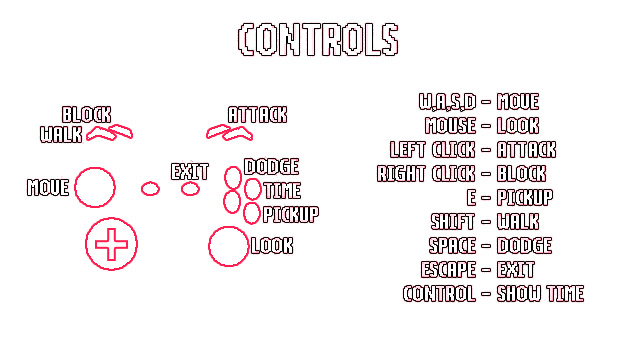 CONTROLS
BLOCK
ATTACK
WALK
EXIT
DODGE
MOVE
TIME
PICKUP
LOOK
W,A,S,D - MOVE
MOUSE - LOOK
LEFT CLICK - ATTACK
RIGHT CLICK - BLOCK
E - PICKUP
SHIFT - WALK
SPACE - DODGE
ESCAPE - EXIT
CONTROL - SHOW TIME